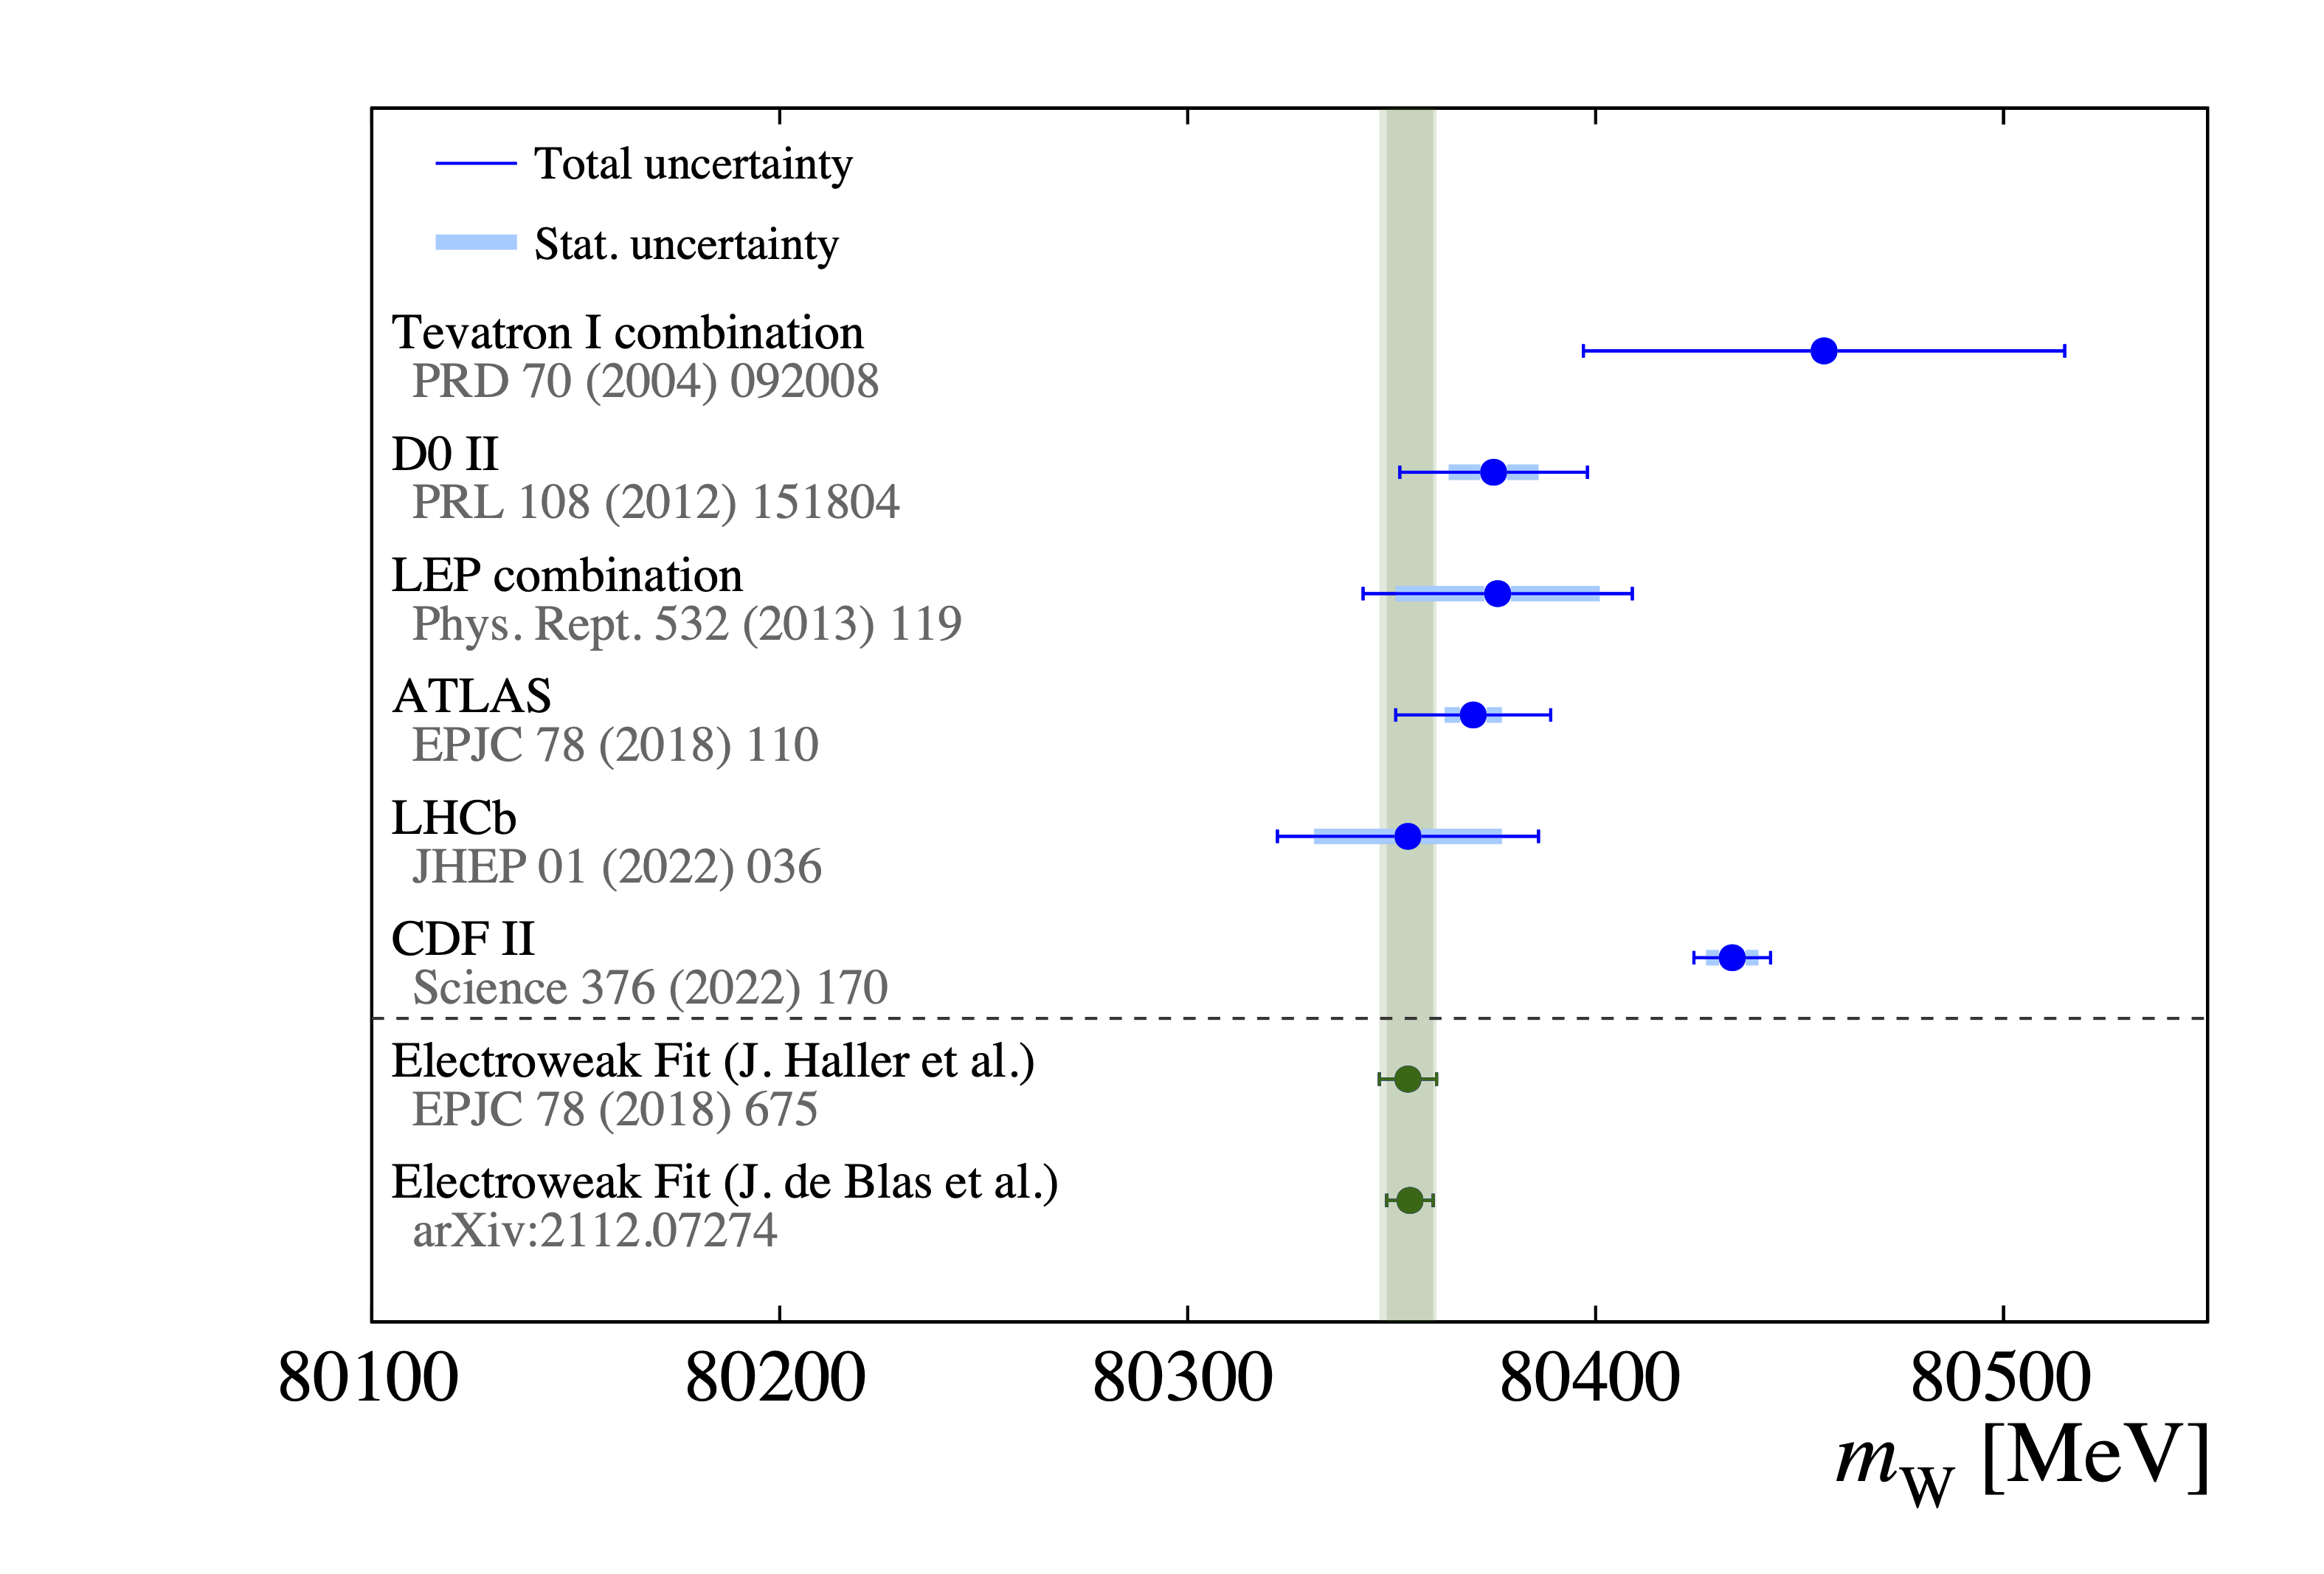 Total uncertainty
Stat. uncertainty
Tevatron I combination
PRD 70 (2004) 092008
D0 II
PRL 108 (2012) 151804
LEP combination
Phys. Rept. 532 (2013) 119
ATLAS
EPJC 78 (2018) 110
LHCb
JHEP 01 (2022) 036
CDF II
Science 376 (2022) 170
Electroweak Fit (J. Haller et al.)
EPJC 78 (2018) 675
Electroweak Fit (J. de Blas et al.)
arXiv:2112.07274
80100 80200 80300 80400 80500
mW [MeV]